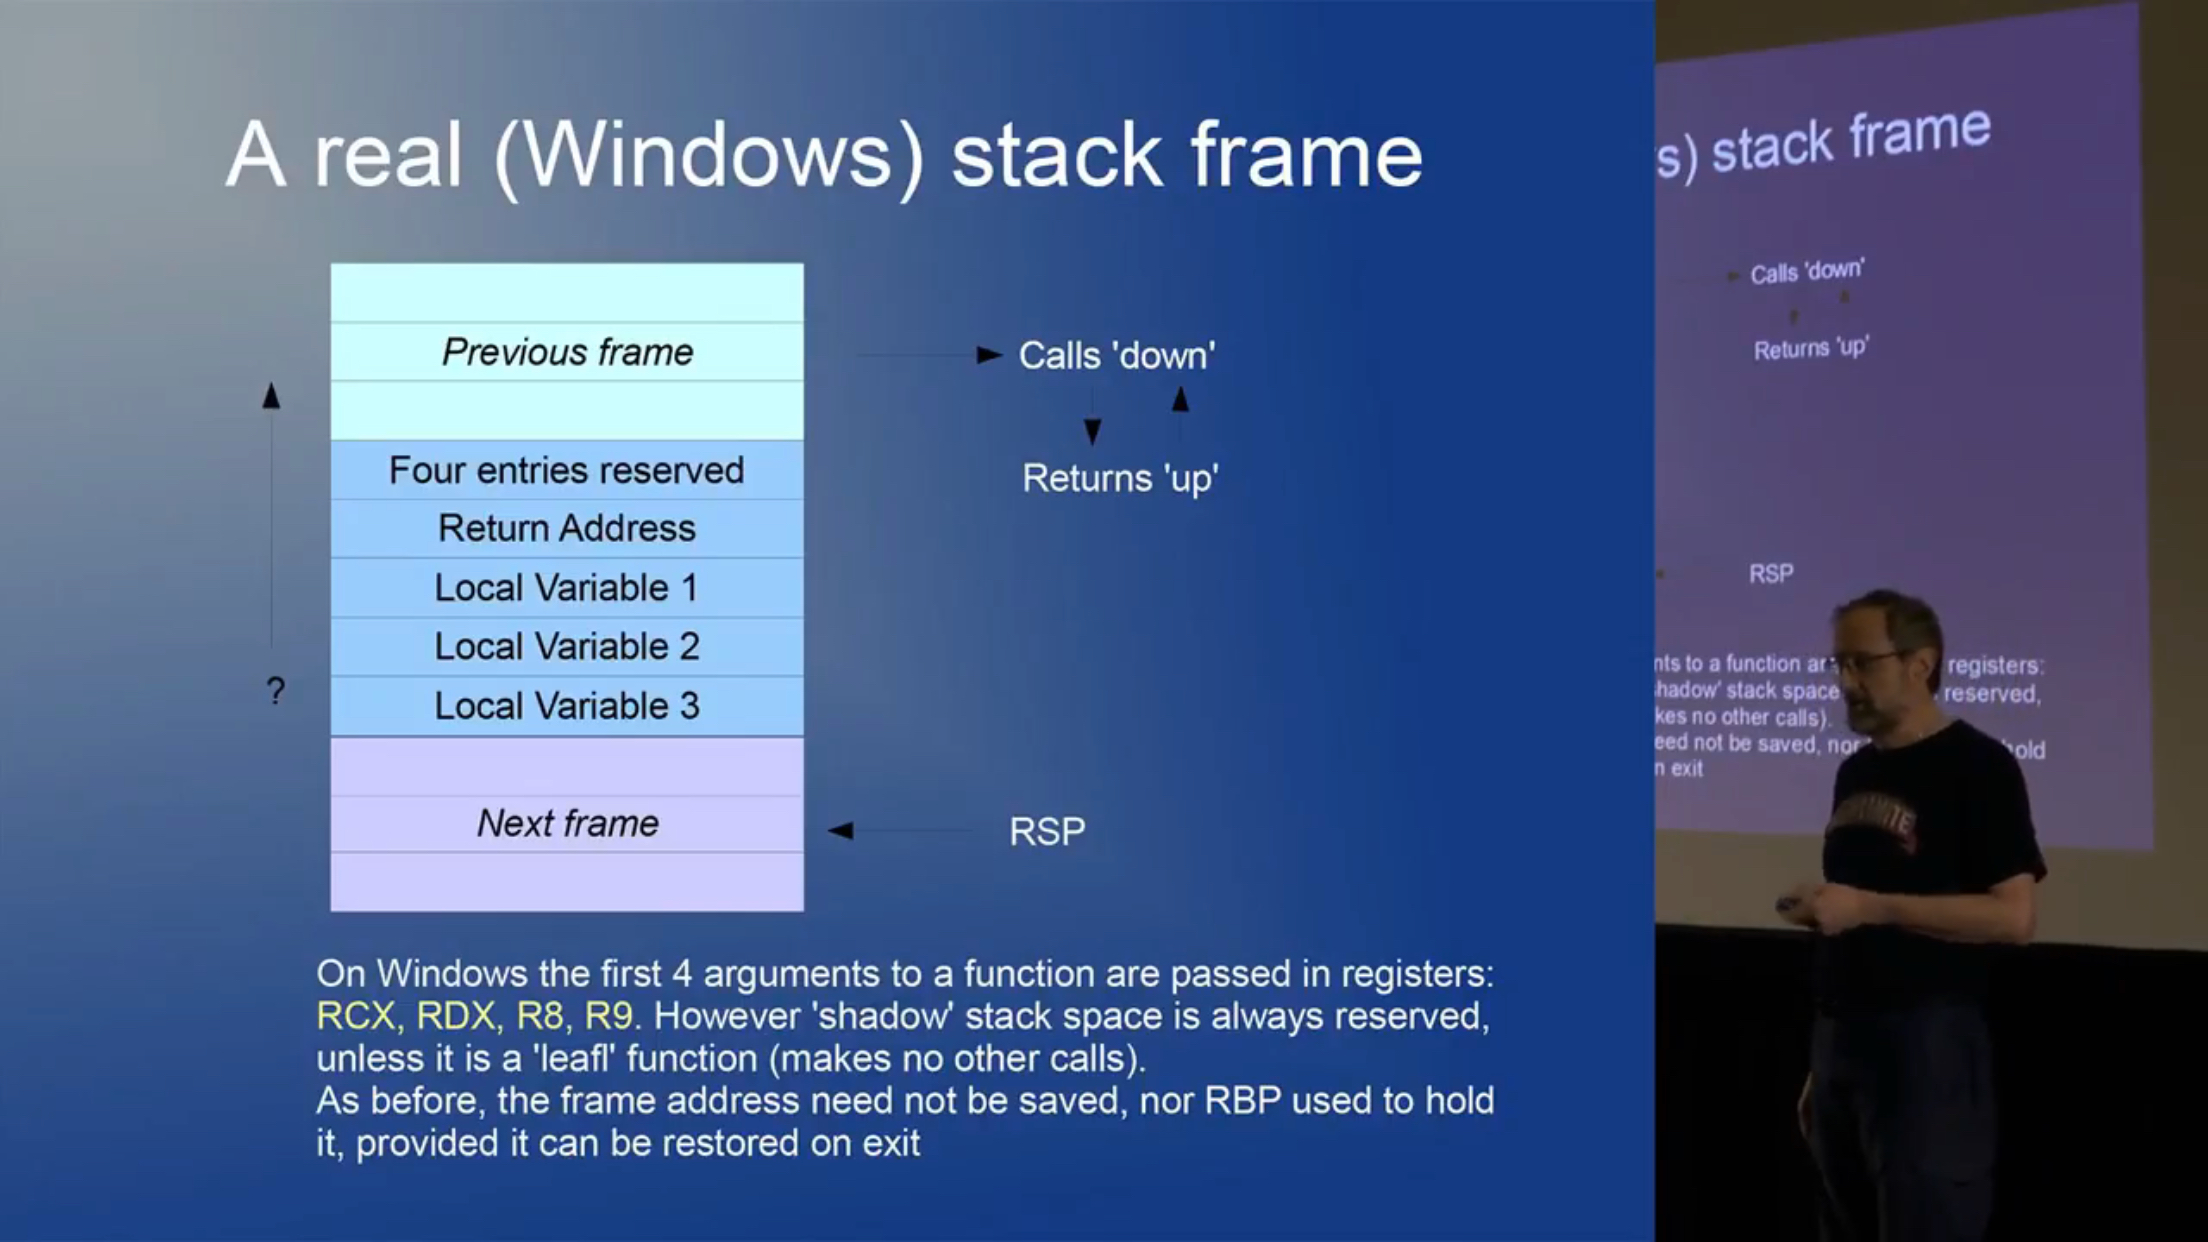 A real (Windows) stack frame
Previous frame
Four entries reserved
Return Address
Local Variable 1
Local Variable 2
Local Variable 3
Next frame
?
Calls 'down'
Returns 'up'
RSP
On Windows the first 4 arguments to a function are passed in registers:
RCX, RDX, R8, R9. However 'shadow' stack space is always reserved,
unless it is a 'leafl' function (makes no other calls).
As before, the frame address need not be saved, nor RBP used to hold
it, provided it can be restored on exit
s) stack frame
Calls 'down'
Returns 'up'
RSP
nts to a function ar registers:
hadow' stack space reserved,
kes no other calls).
eed not be saved, nor hold
n exit